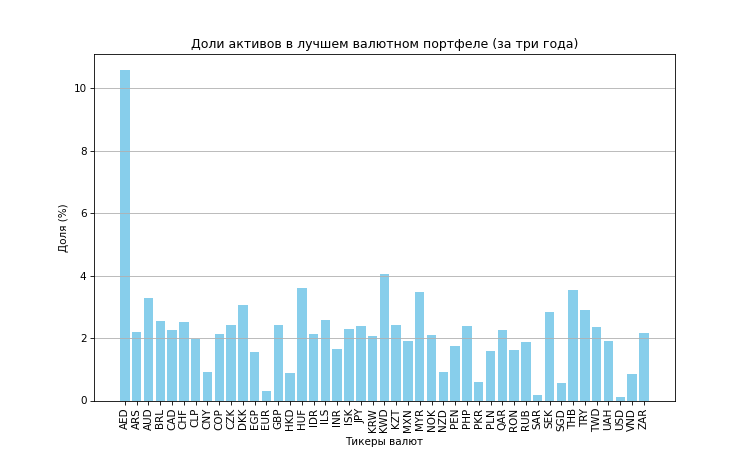 Доли активов в лучшем валютном портфеле (за три года)
Доля (%)
10
8
6
4
2
0
AED ARS AUD BRL CAD CHF CLP CNY COP CZK DKK EGP EUR GBP HKD HUF IDR ILS INR ISK JPY KRW KWD KZT MXN MYR NOK NZD PEN PHP PKR PLN QAR RON RUB SAR SEK SGD THB TRY TWD UAH USD VND ZAR
Тикеры валют